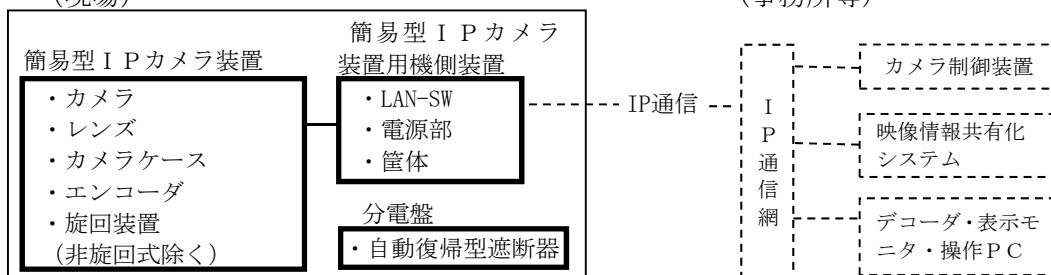 （現場）
（事務所等）
簡易型ＩＰカメラ装置
・カメラ
・レンズ
・カメラケース
・エンコーダ
・旋回装置
（非旋回式除く）
簡易型ＩＰカメラ
装置用機側装置
・LAN-SW
・電源部
・筐体
分電盤
・自動復帰型遮断器
IP通信
ＩＰ通信網
カメラ制御装置
映像情報共有化
システム
デコーダ・表示モ
ニタ・操作ＰＣ